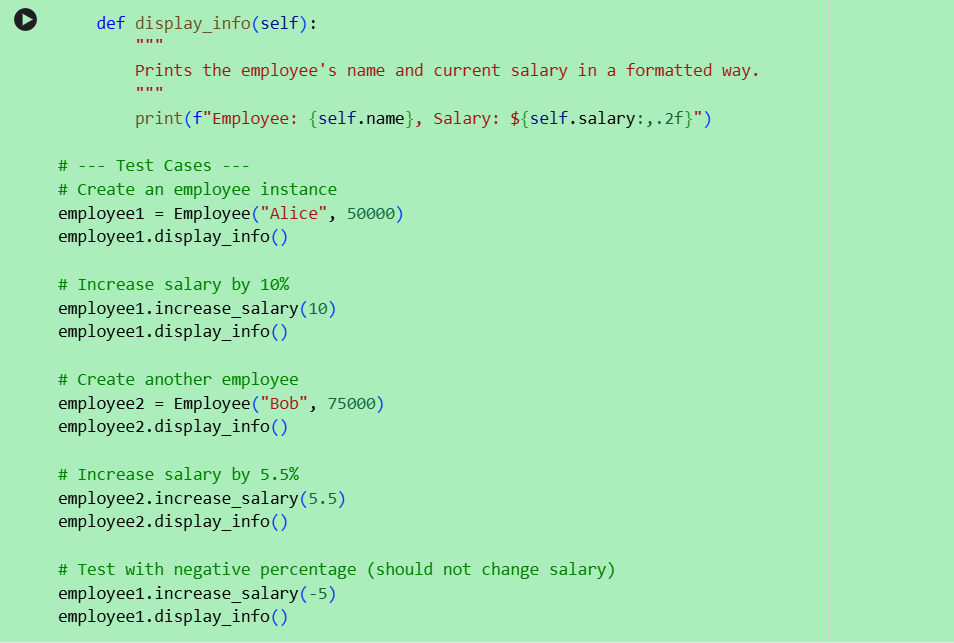 def display_info(self):
        """
        Prints the employee's name and current salary in a formatted way.
        """
        print(f"Employee: {self.name}, Salary: ${self.salary:,.2f}")

# --- Test Cases ---
# Create an employee instance
employee1 = Employee("Alice", 50000)
employee1.display_info()

# Increase salary by 10%
employee1.increase_salary(10)
employee1.display_info()

# Create another employee
employee2 = Employee("Bob", 75000)
employee2.display_info()

# Increase salary by 5.5%
employee2.increase_salary(5.5)
employee2.display_info()

# Test with negative percentage (should not change salary)
employee1.increase_salary(-5)
employee1.display_info()